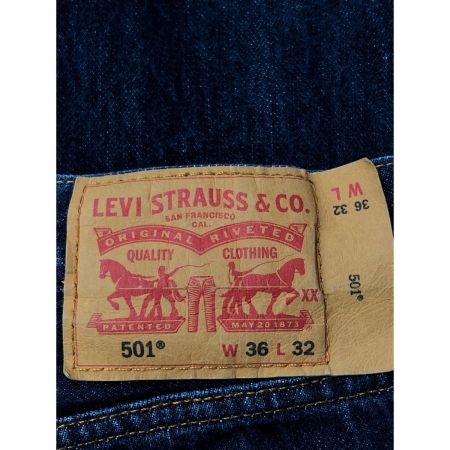 LEVI STRAUSS & CO.
SAN FRANCISCO
CAL.
ORIGINAL RIVETED
QUALITY CLOTHING
XX
PATENTED MAY 20 1873
501® W 36 L 32
W L
36 32
501®